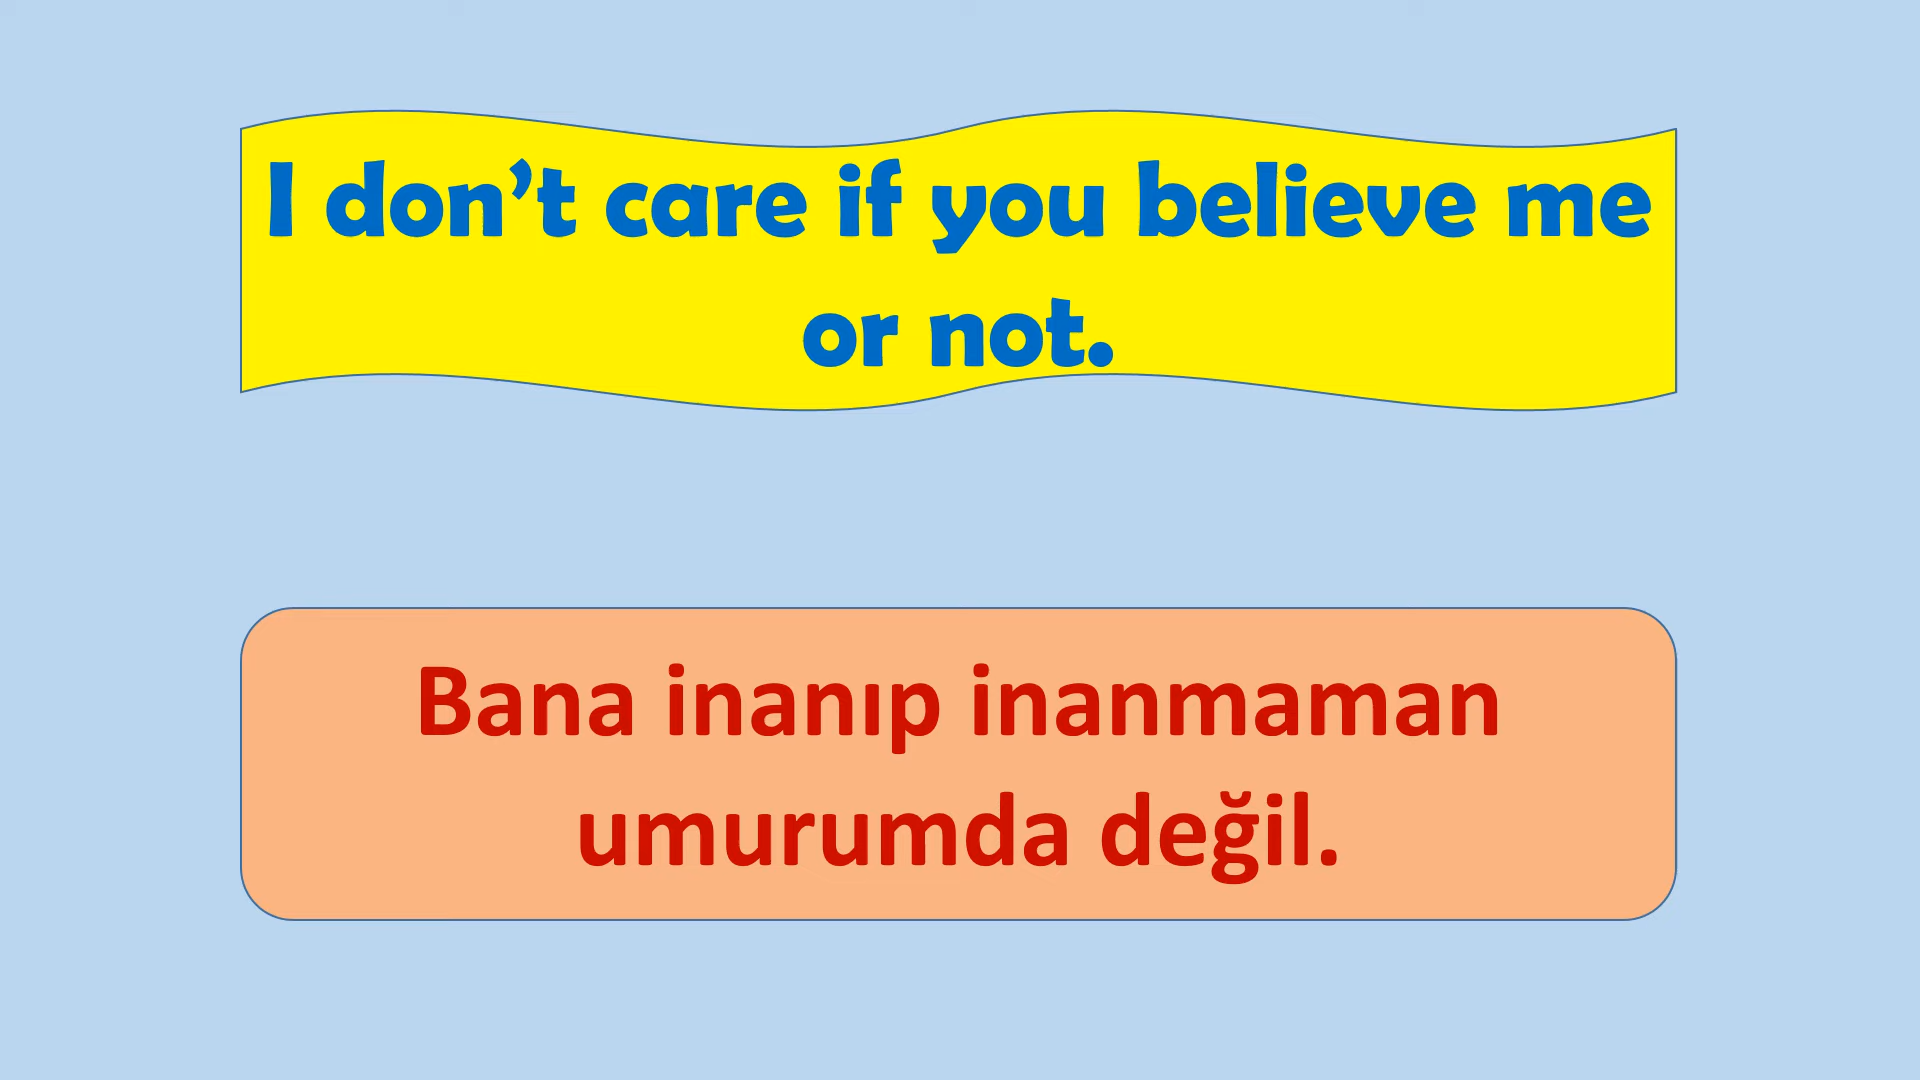 I don’t care if you believe me
or not.
Bana inanıp inanmaman
umurumda değil.